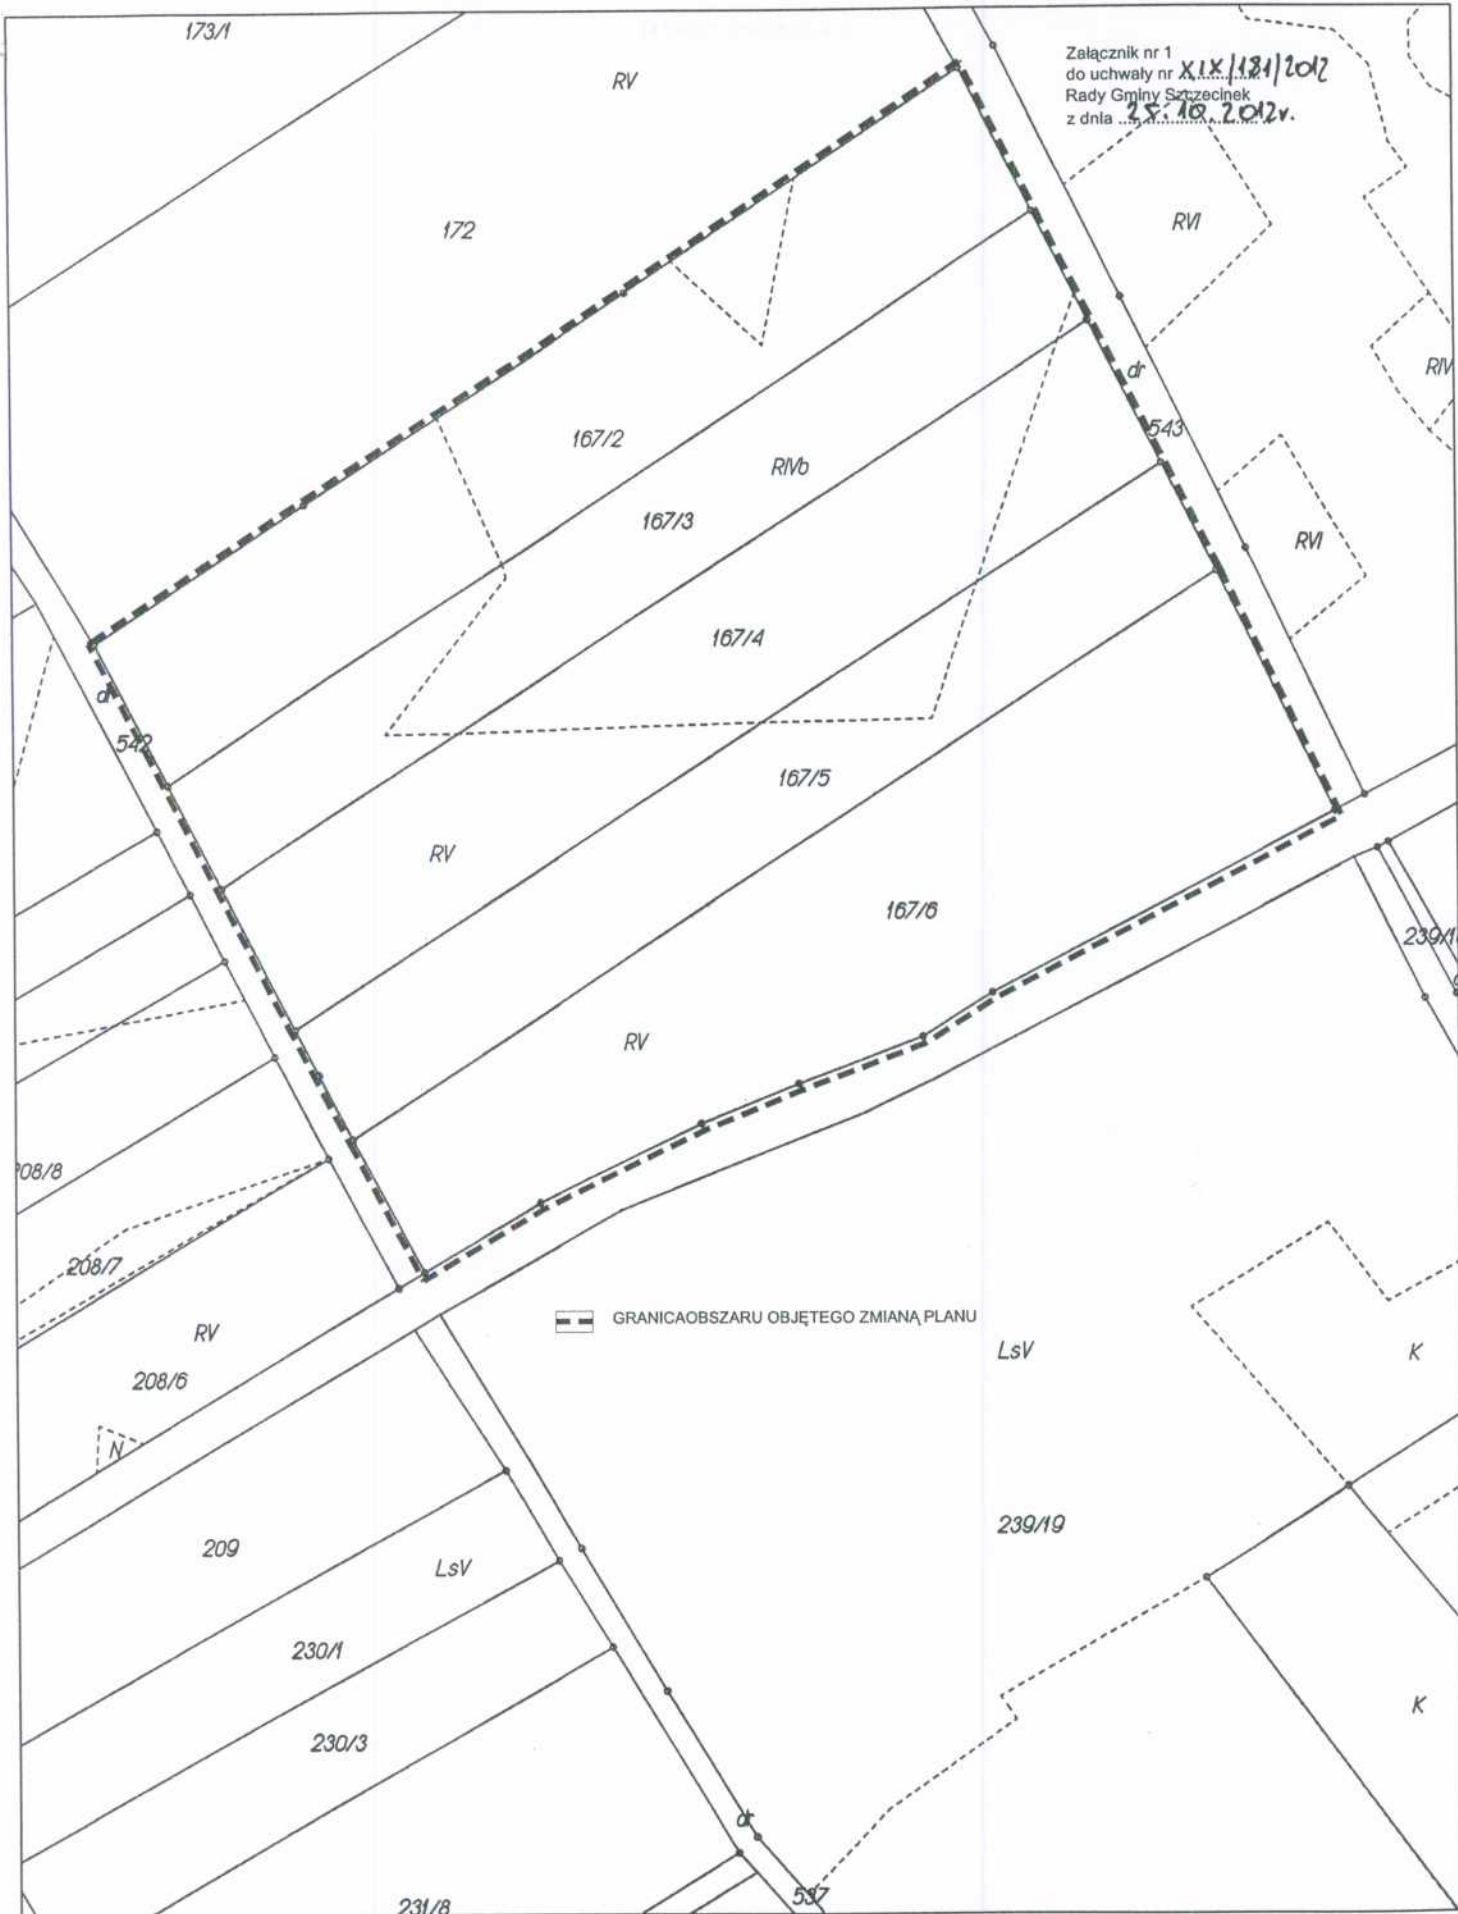 173/1
RV
Załącznik nr 1
do uchwały nr XIX/181/2012
Rady Gminy Szczecinek
z dnia 25.10.2012r.
172
RVI
RIV
dr
543
167/2
RIVb
167/3
RVI
167/4
542
167/5
RV
167/6
239/1
RV
08/8
208/7
RV
GRANICAOBSZARU OBJĘTEGO ZMIANĄ PLANU
LsV
K
208/6
N
239/19
209
LsV
230/1
K
230/3
dr
537
231/8